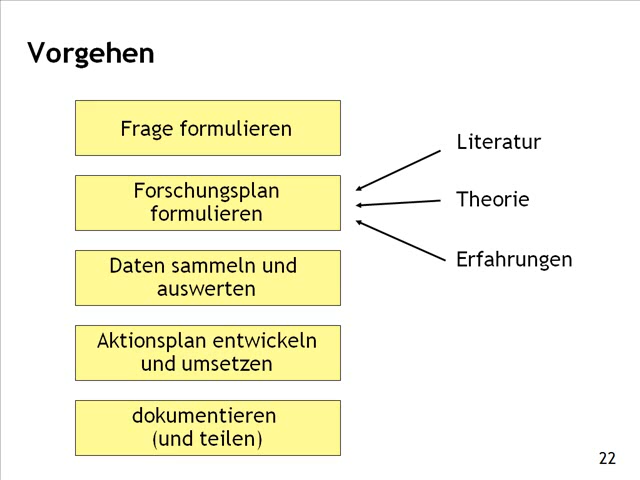 Vorgehen
Frage formulieren
Forschungsplan
formulieren
Daten sammeln und
auswerten
Aktionsplan entwickeln
und umsetzen
dokumentieren
(und teilen)
Literatur
Theorie
Erfahrungen
22